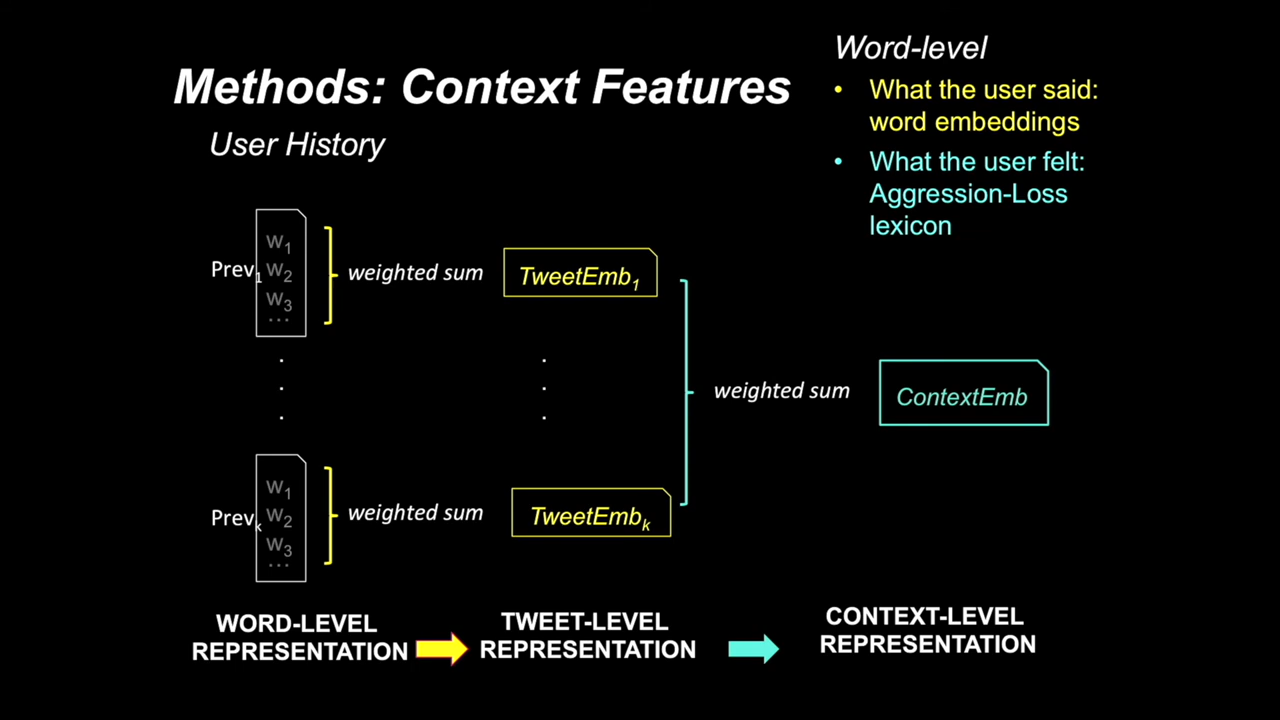 Methods: Context Features
User History
Word-level
• What the user said:
word embeddings
• What the user felt:
Aggression-Loss
lexicon
Prev1
w1
w2
w3
...
weighted sum
TweetEmb1
weighted sum
ContextEmb
Prevk
w1
w2
w3
...
weighted sum
TweetEmbk
WORD-LEVEL
REPRESENTATION
TWEET-LEVEL
REPRESENTATION
CONTEXT-LEVEL
REPRESENTATION